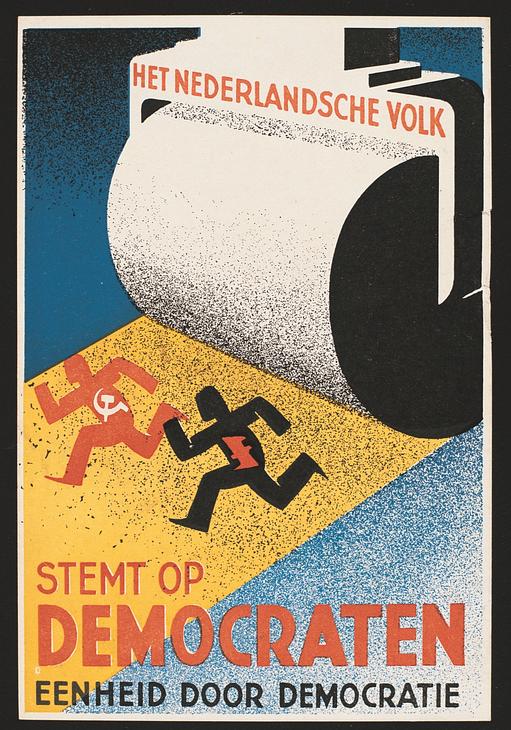 HET NEDERLANDSCHE VOLK
STEMT OP
DEMOCRATEN
EENHEID DOOR DEMOCRATIE